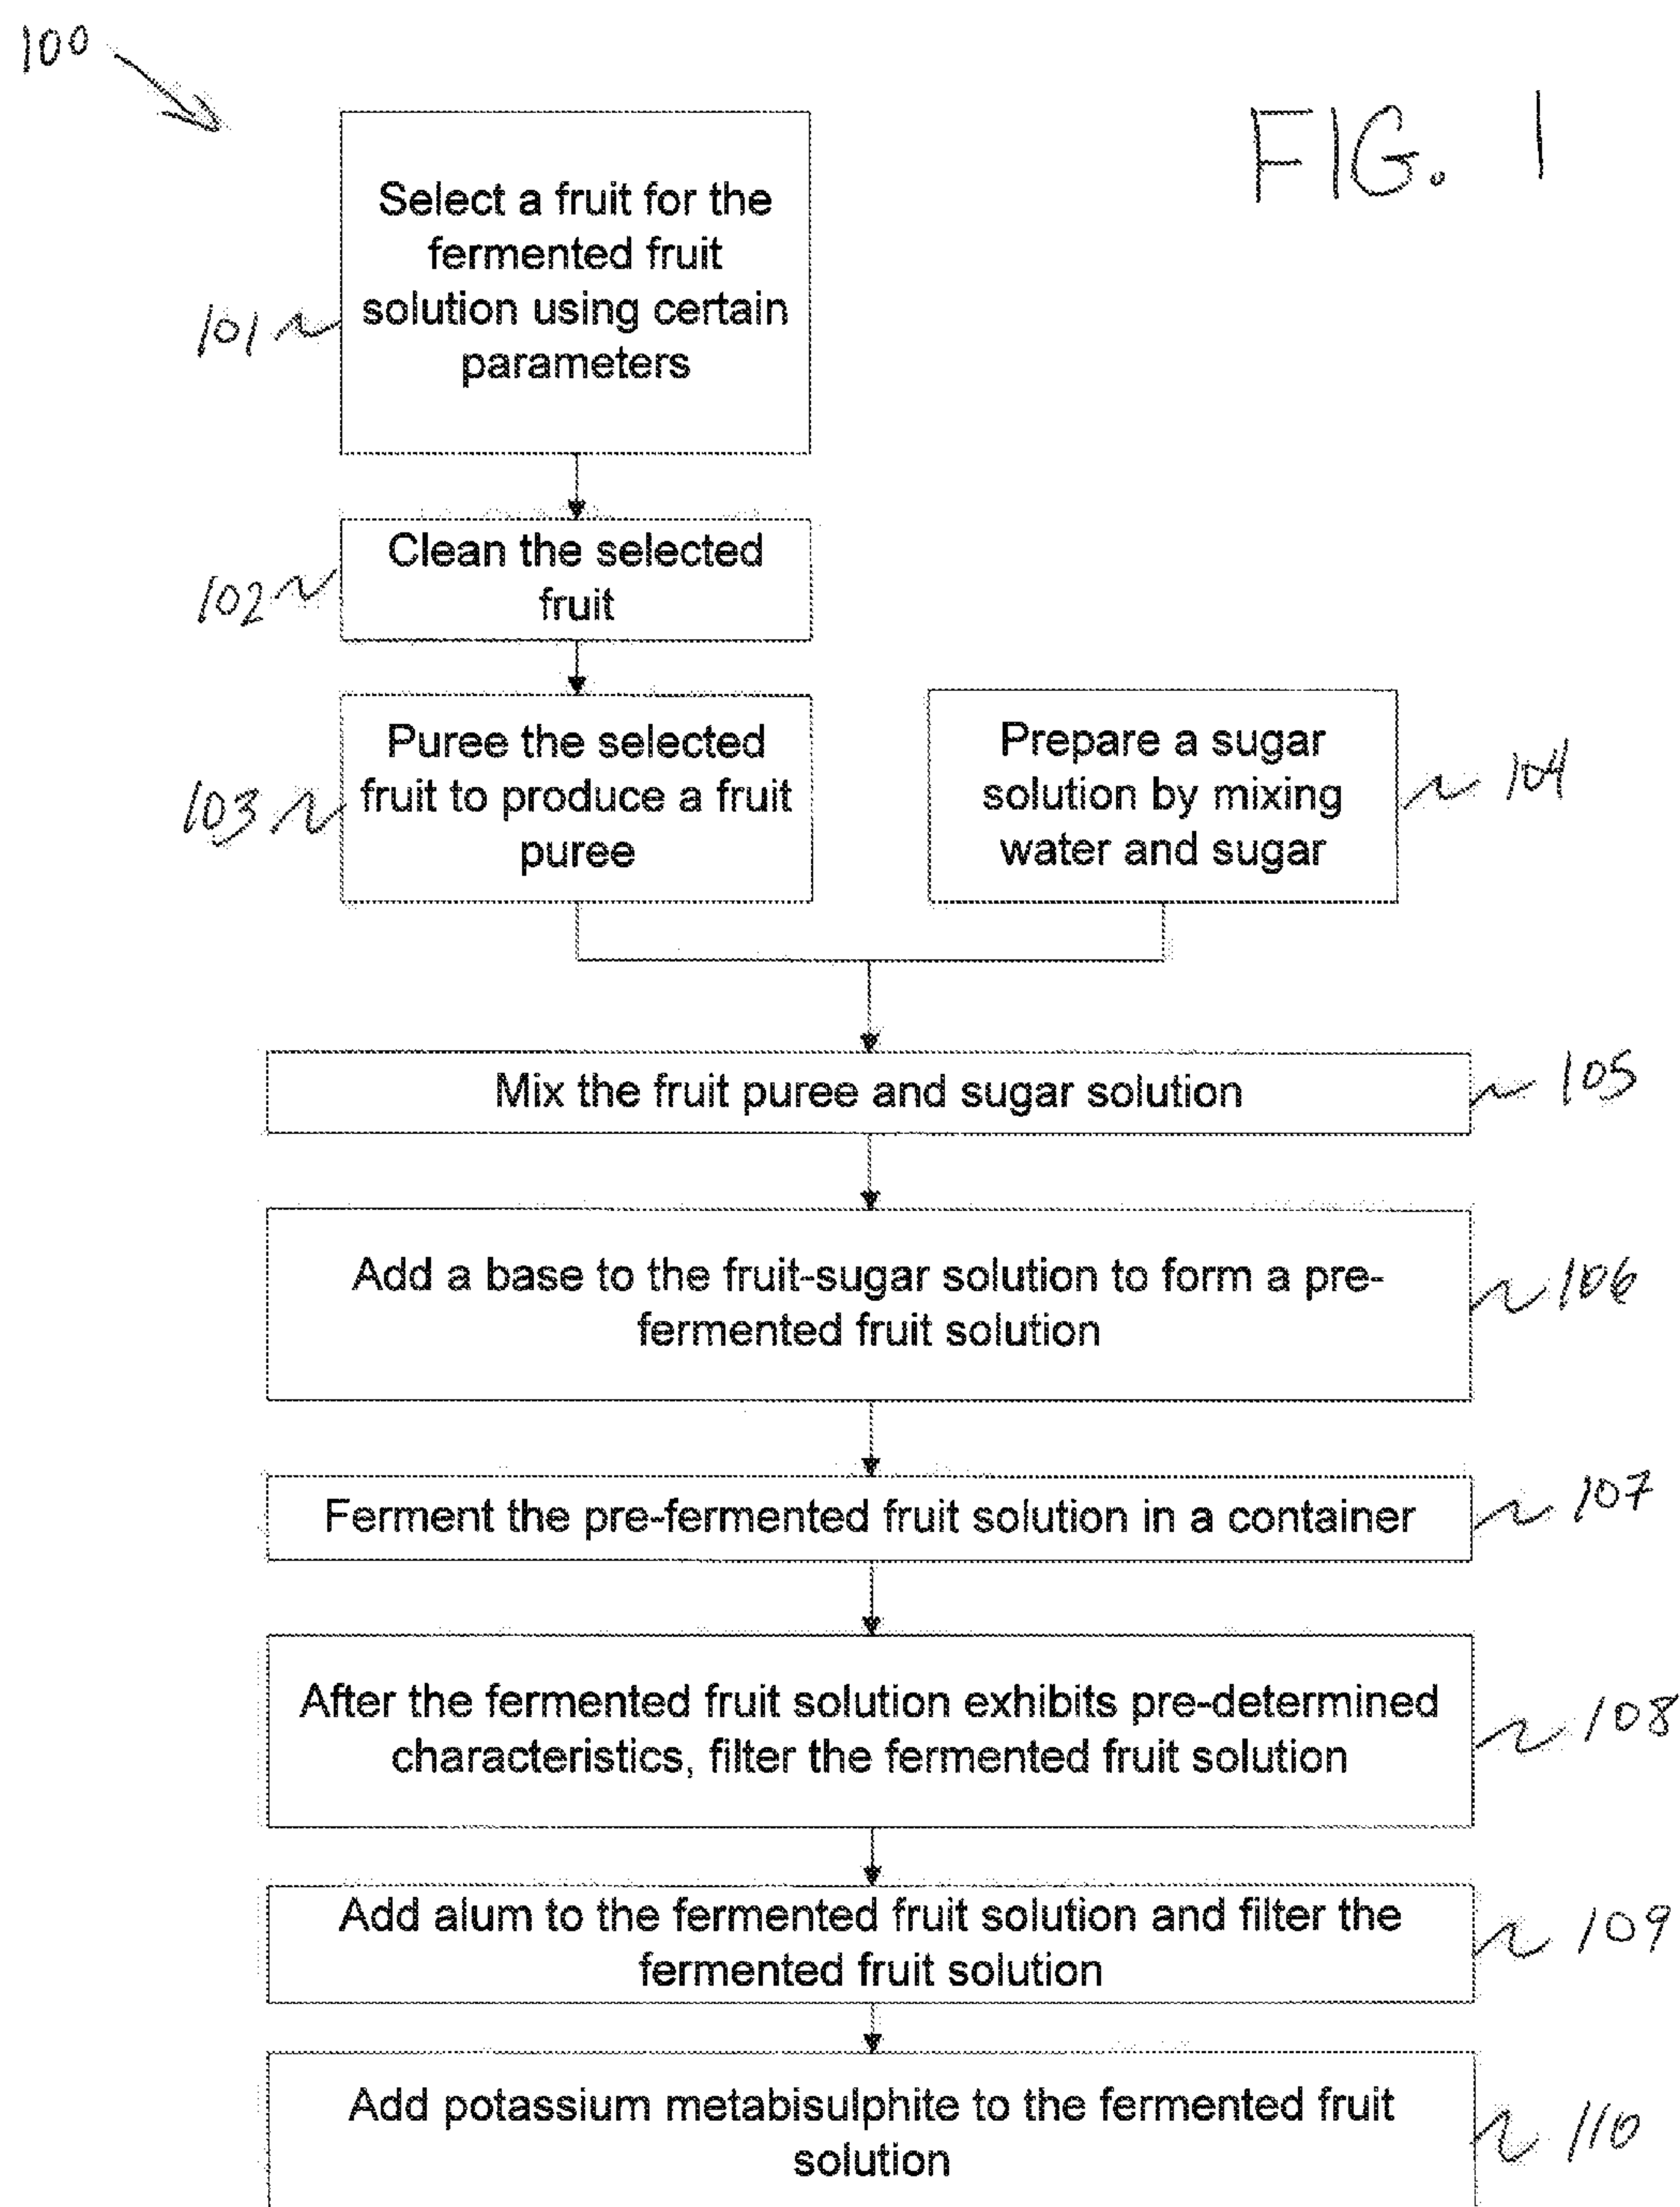 100
FIG. 1
Select a fruit for the
fermented fruit
solution using certain
parameters
101
Clean the selected
fruit
102
Puree the selected
fruit to produce a fruit
puree
103
Prepare a sugar
solution by mixing
water and sugar
104
Mix the fruit puree and sugar solution
105
Add a base to the fruit-sugar solution to form a pre-
fermented fruit solution
106
Ferment the pre-fermented fruit solution in a container
107
After the fermented fruit solution exhibits pre-determined
characteristics, filter the fermented fruit solution
108
Add alum to the fermented fruit solution and filter the
fermented fruit solution
109
Add potassium metabisulphite to the fermented fruit
solution
110